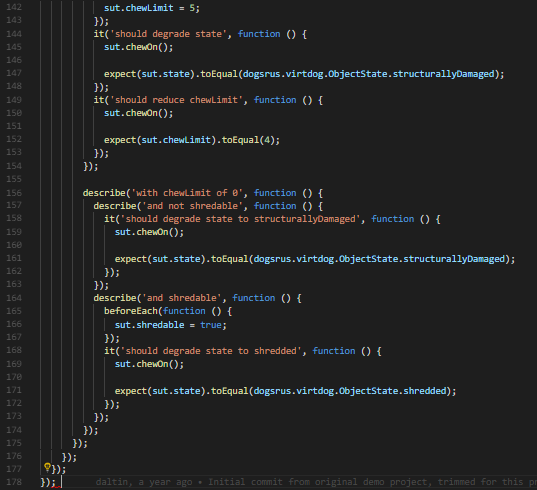 142 sut.chewLimit = 5;
143 });
144 it('should degrade state', function () {
145 sut.chewOn();
146
147 expect(sut.state).toEqual(dogsrus.virtdog.ObjectState.structurallyDamaged);
148 });
149 it('should reduce chewLimit', function () {
150 sut.chewOn();
151
152 expect(sut.chewLimit).toEqual(4);
153 });
154 });
155
156 describe('with chewLimit of 0', function () {
157 describe('and not shredable', function () {
158 it('should degrade state to structurallyDamaged', function () {
159 sut.chewOn();
160
161 expect(sut.state).toEqual(dogsrus.virtdog.ObjectState.structurallyDamaged);
162 });
163 });
164 describe('and shredable', function () {
165 beforeEach(function () {
166 sut.shredable = true;
167 });
168 it('should degrade state to shredded', function () {
169 sut.chewOn();
170
171 expect(sut.state).toEqual(dogsrus.virtdog.ObjectState.shredded);
172 });
173 });
174 });
175 });
176 });
177 });
178 }); daltin, a year ago • Initial commit from original demo project, trimmed for this pr